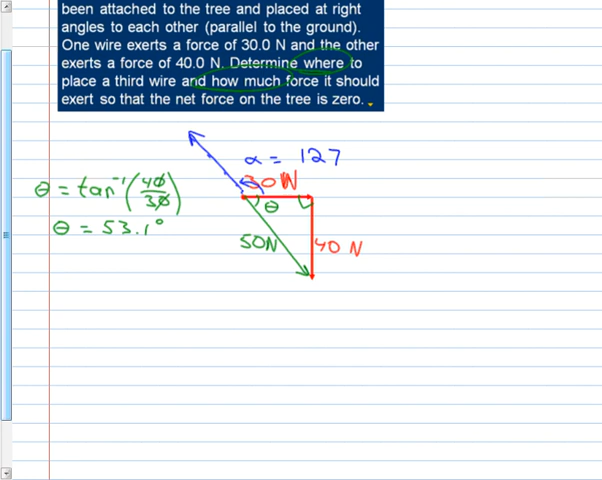 been attached to the tree and placed at right
angles to each other (parallel to the ground).
One wire exerts a force of 30.0 N and the other
exerts a force of 40.0 N. Determine where to
place a third wire and how much force it should
exert so that the net force on the tree is zero.
α = 127
30 N
θ = tan⁻¹(40/30)
θ
θ = 53.1°
50N
40 N